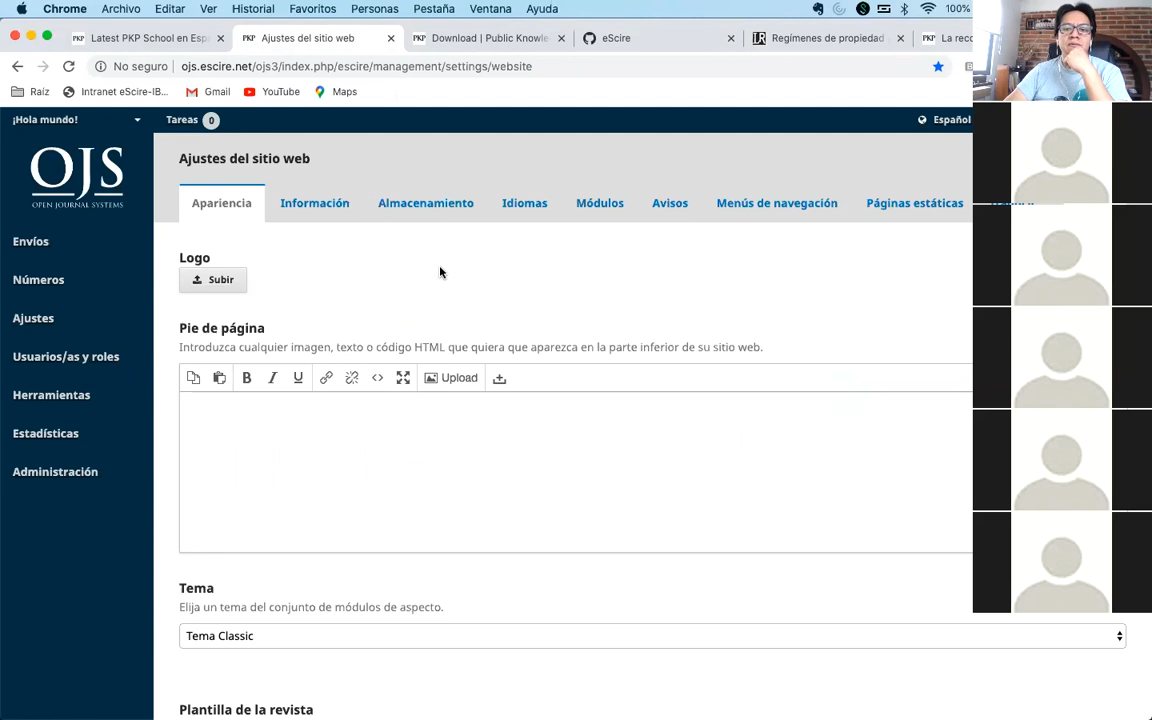 Chrome Archivo Editar Ver Historial Favoritos Personas Pestaña Ventana Ayuda 100%
PKP Latest PKP School en Esp PKP Ajustes del sitio web PKP Download | Public Knowle eScire Regímenes de propiedad PKP La reco
No seguro ojs.escire.net/ojs3/index.php/escire/management/settings/website
Raíz Intranet eScire-IB... Gmail YouTube Maps
¡Hola mundo! Tareas 0 Español
OJS
OPEN JOURNAL SYSTEMS
Ajustes del sitio web
Apariencia Información Almacenamiento Idiomas Módulos Avisos Menús de navegación Páginas estáticas
Envíos
Números
Ajustes
Usuarios/as y roles
Herramientas
Estadísticas
Administración
Logo
Subir
Pie de página
Introduzca cualquier imagen, texto o código HTML que quiera que aparezca en la parte inferior de su sitio web.
B I U Upload
Tema
Elija un tema del conjunto de módulos de aspecto.
Tema Classic
Plantilla de la revista